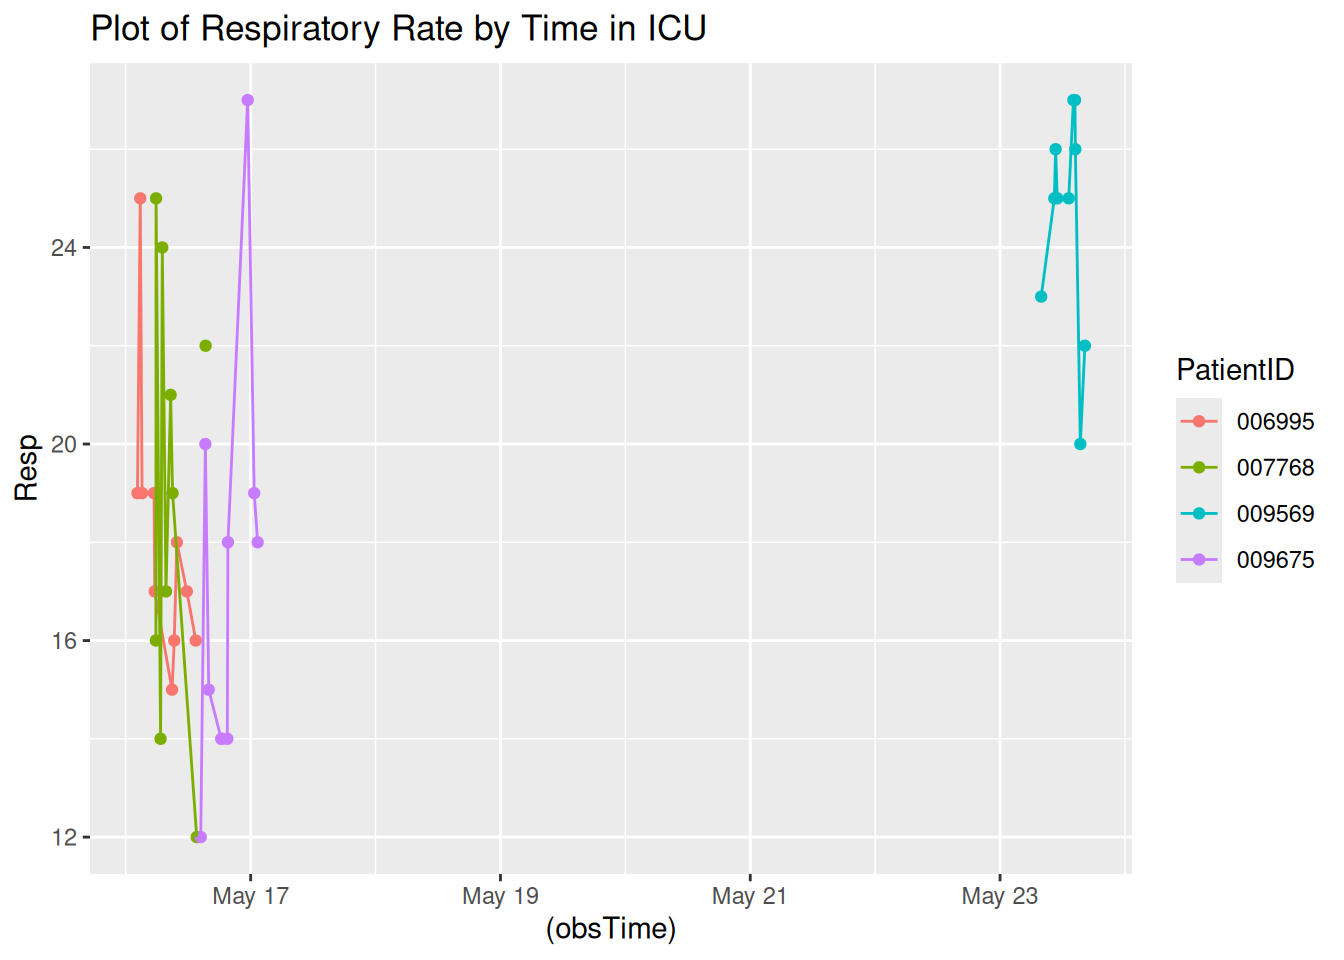 Plot of Respiratory Rate by Time in ICU
24
20
16
12
Resp
May 17
May 19
May 21
May 23
(obsTime)
PatientID
006995
007768
009569
009675